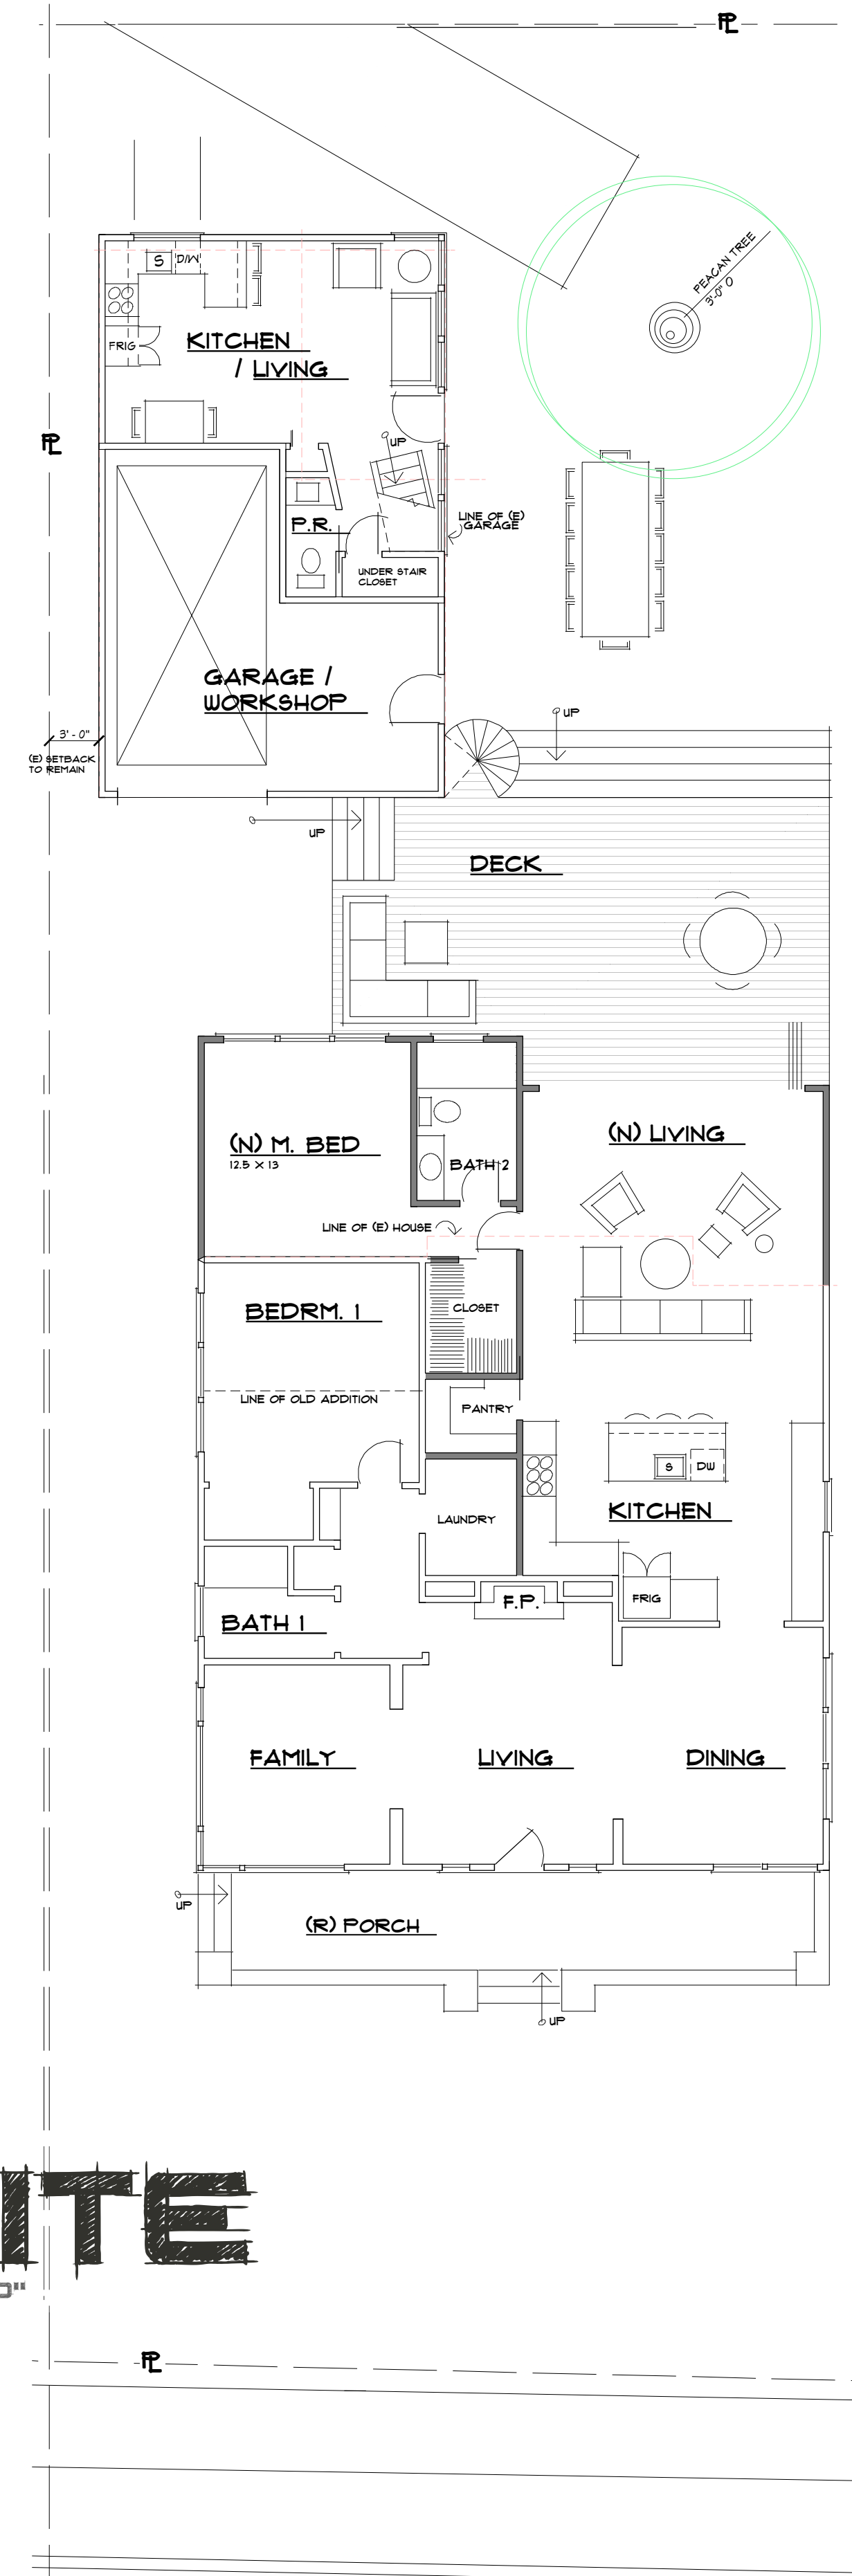 PL
PEACAN TREE
3'-0" O
S
D/W
FRIG
KITCHEN
/ LIVING
PL
UP
P.R.
LINE OF (E)
GARAGE
UNDER STAIR
CLOSET
GARAGE /
WORKSHOP
3'-0"
(E) SETBACK
TO REMAIN
UP
UP
DECK
(N) LIVING
(N) M. BED
12.5 X 13
BATH 2
LINE OF (E) HOUSE
CLOSET
BEDRM. 1
LINE OF OLD ADDITION
PANTRY
S
DW
KITCHEN
LAUNDRY
F.P.
FRIG
BATH 1
FAMILY
LIVING
DINING
UP
(R) PORCH
UP
ITE
PL